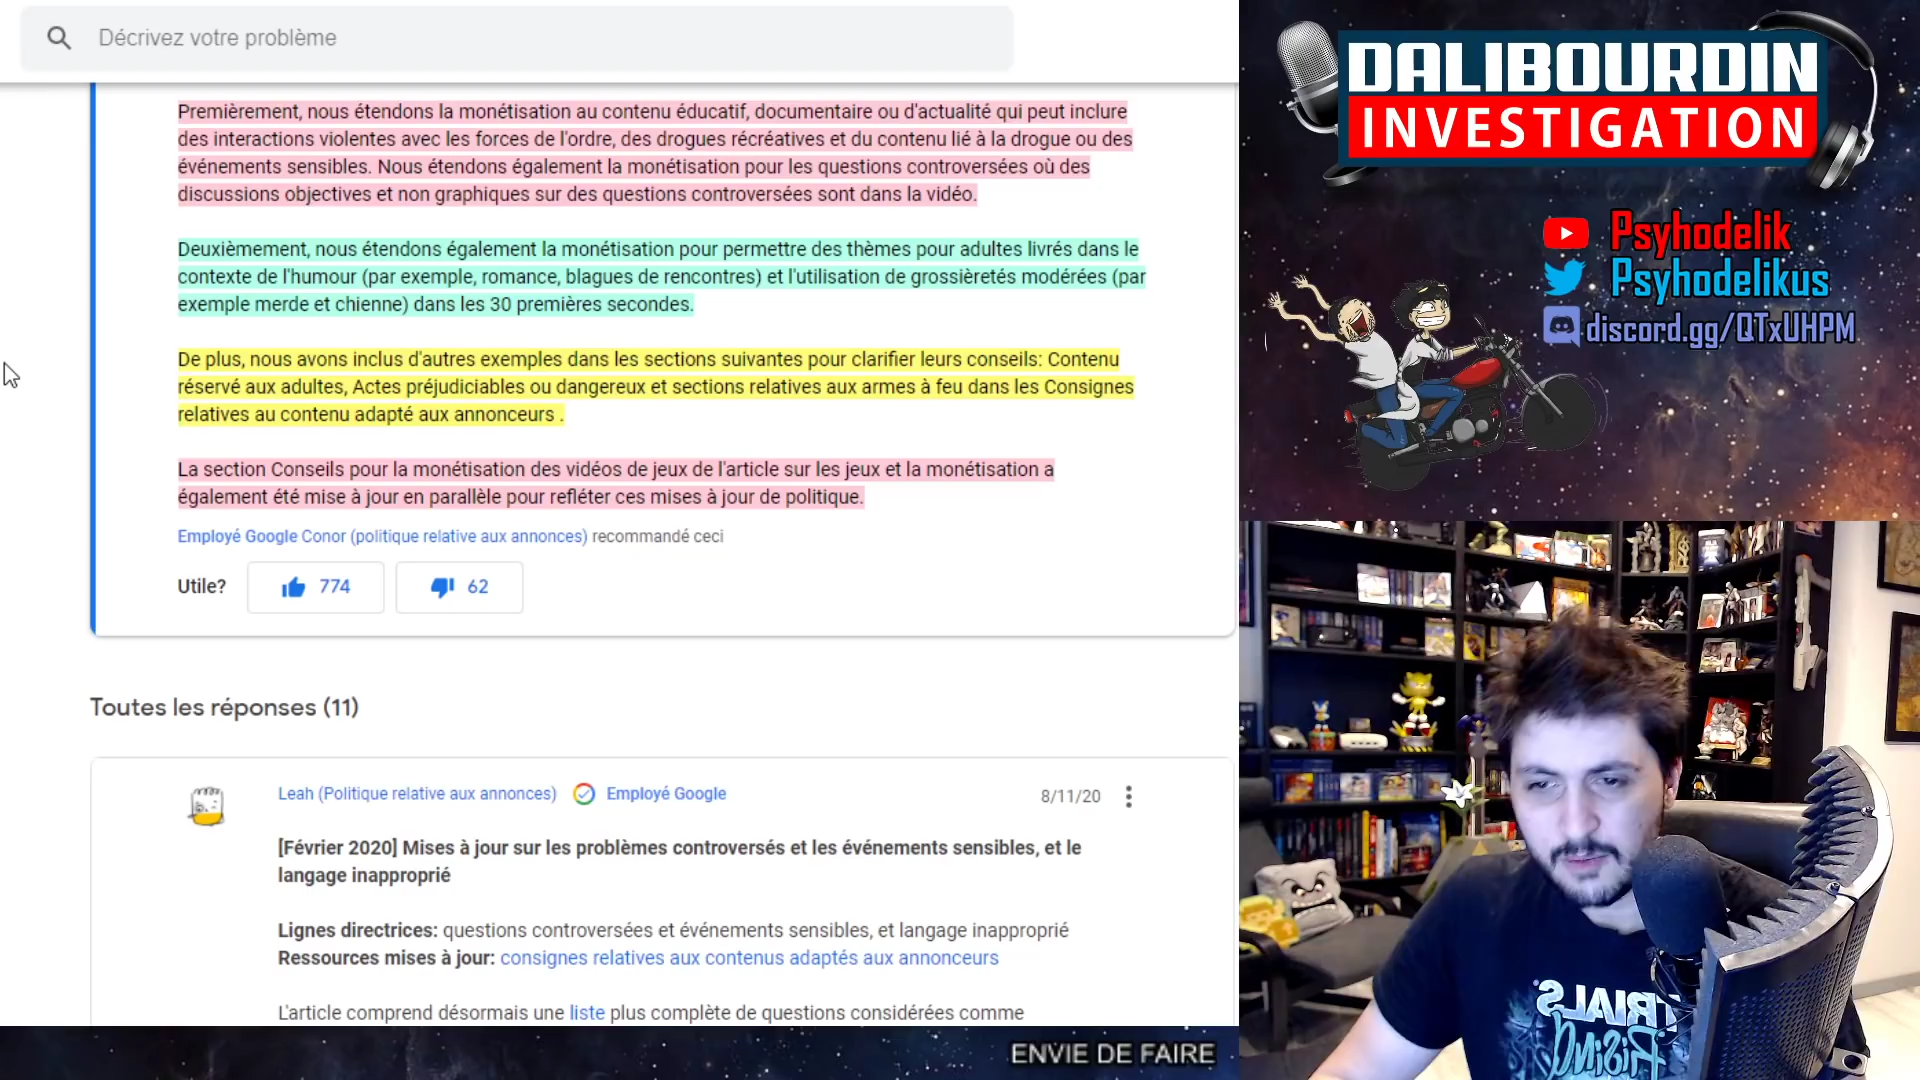 Décrivez votre problème
Premièrement, nous étendons la monétisation au contenu éducatif, documentaire ou d'actualité qui peut inclure
des interactions violentes avec les forces de l'ordre, des drogues récréatives et du contenu lié à la drogue ou des
événements sensibles. Nous étendons également la monétisation pour les questions controversées où des
discussions objectives et non graphiques sur des questions controversées sont dans la vidéo.
Deuxièmement, nous étendons également la monétisation pour permettre des thèmes pour adultes livrés dans le
contexte de l'humour (par exemple, romance, blagues de rencontres) et l'utilisation de grossièretés modérées (par
exemple merde et chienne) dans les 30 premières secondes.
De plus, nous avons inclus d'autres exemples dans les sections suivantes pour clarifier leurs conseils: Contenu
réservé aux adultes, Actes préjudiciables ou dangereux et sections relatives aux armes à feu dans les Consignes
relatives au contenu adapté aux annonceurs .
La section Conseils pour la monétisation des vidéos de jeux de l'article sur les jeux et la monétisation a
également été mise à jour en parallèle pour refléter ces mises à jour de politique.
Employé Google Conor (politique relative aux annonces) recommandé ceci
Utile? 774 62
Toutes les réponses (11)
Leah (Politique relative aux annonces) Employé Google 8/11/20
[Février 2020] Mises à jour sur les problèmes controversés et les événements sensibles, et le
langage inapproprié
Lignes directrices: questions controversées et événements sensibles, et langage inapproprié
Ressources mises à jour: consignes relatives aux contenus adaptés aux annonceurs
L'article comprend désormais une liste plus complète de questions considérées comme
ENVIE DE FAIRE
DALIBOURDIN
INVESTIGATION
Psyhodelik
Psyhodelikus
discord.gg/QTxUHPM
TRIALS
RISING